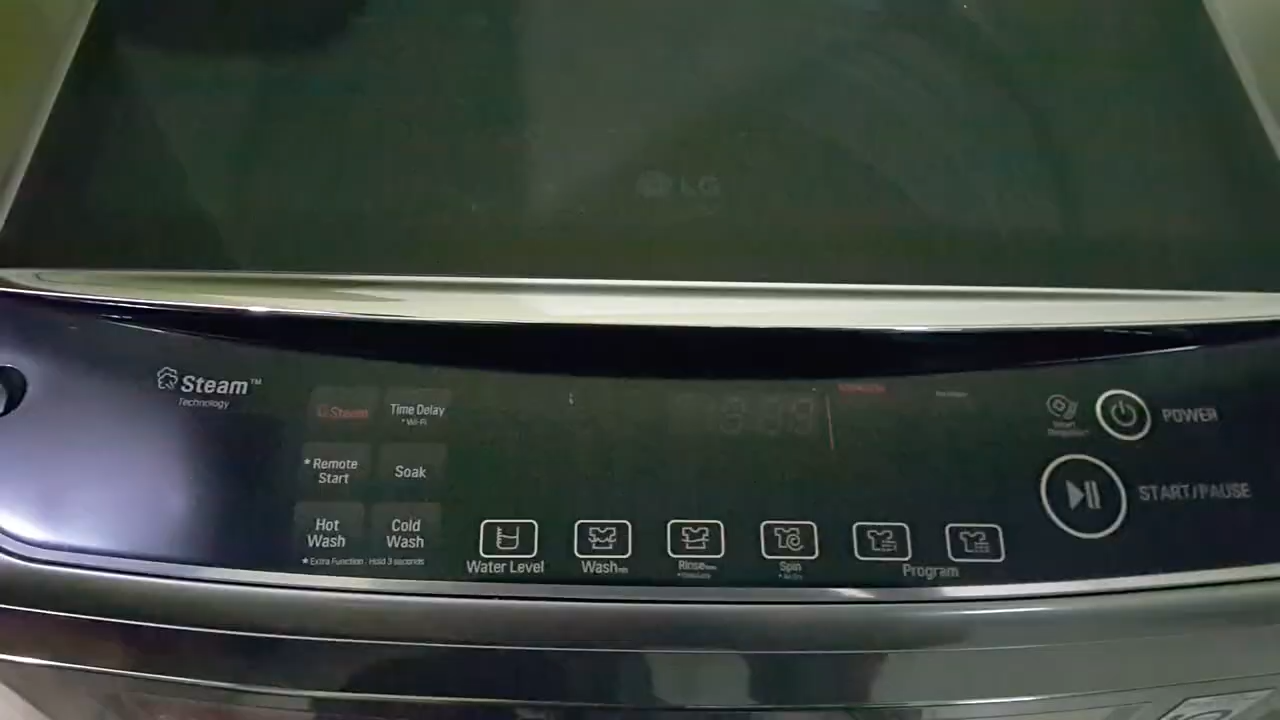 LG
Steam™
Technology
Steam
Time Delay
* Wi-Fi
* Remote
Start
Soak
Hot
Wash
Cold
Wash
* Extra Function : Hold 3 seconds
Water Level
Wash
Rinse
Spin
Program
POWER
START/PAUSE